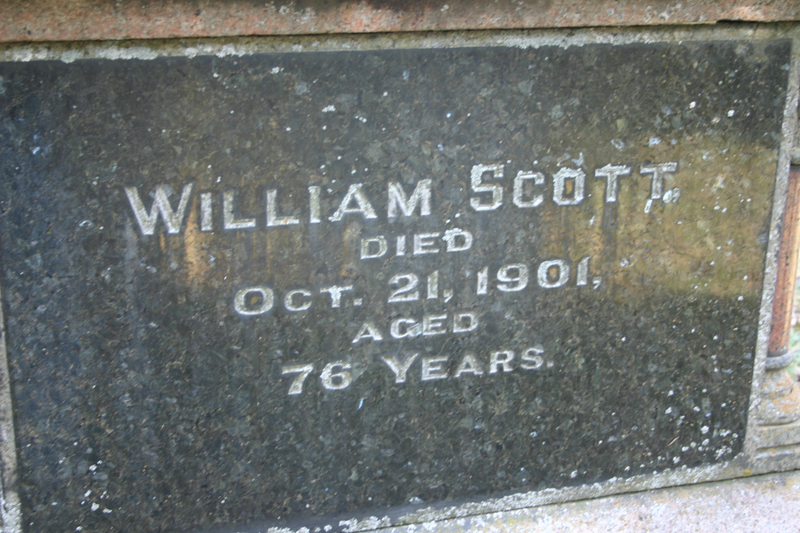 WILLIAM SCOTT,
DIED
OCT. 21, 1901,
AGED
76 YEARS.